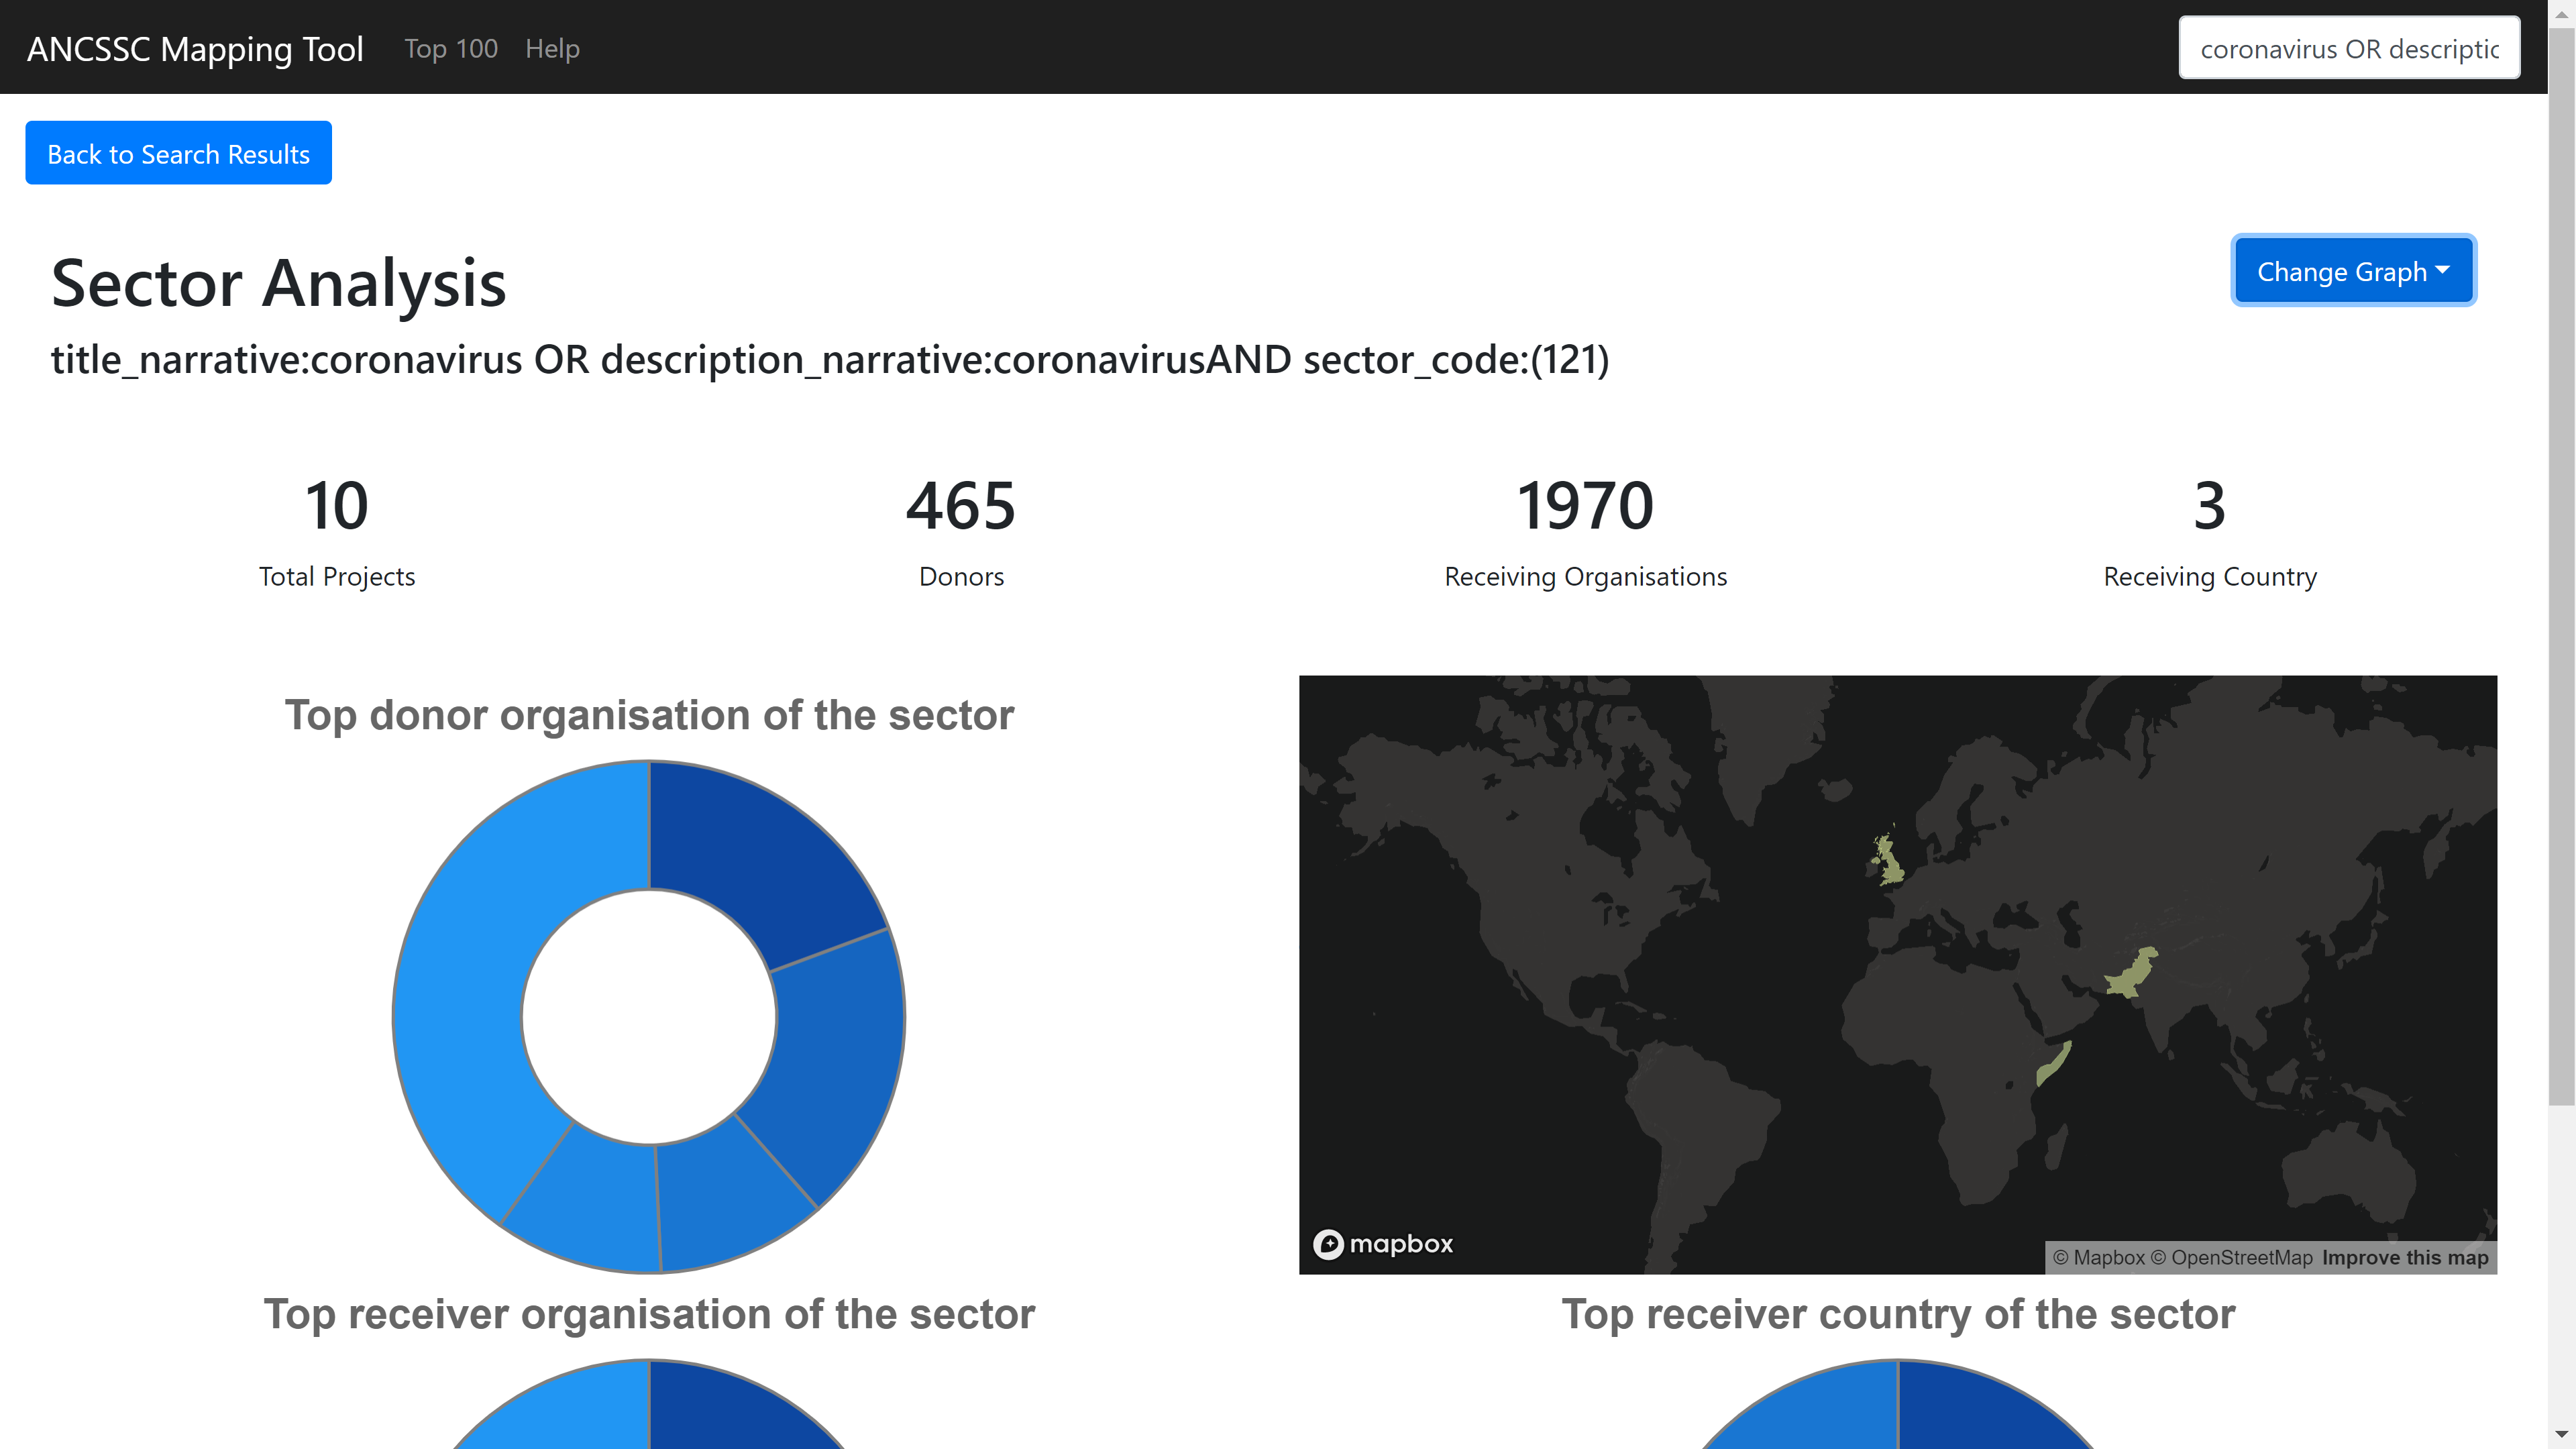 ANCSSC Mapping Tool
Top 100
Help
coronavirus OR descriptic
Back to Search Results
Sector Analysis
Change Graph
title_narrative:coronavirus OR description_narrative:coronavirusAND sector_code:(121)
10
Total Projects
465
Donors
1970
Receiving Organisations
3
Receiving Country
Top donor organisation of the sector
mapbox
© Mapbox © OpenStreetMap Improve this map
Top receiver organisation of the sector
Top receiver country of the sector